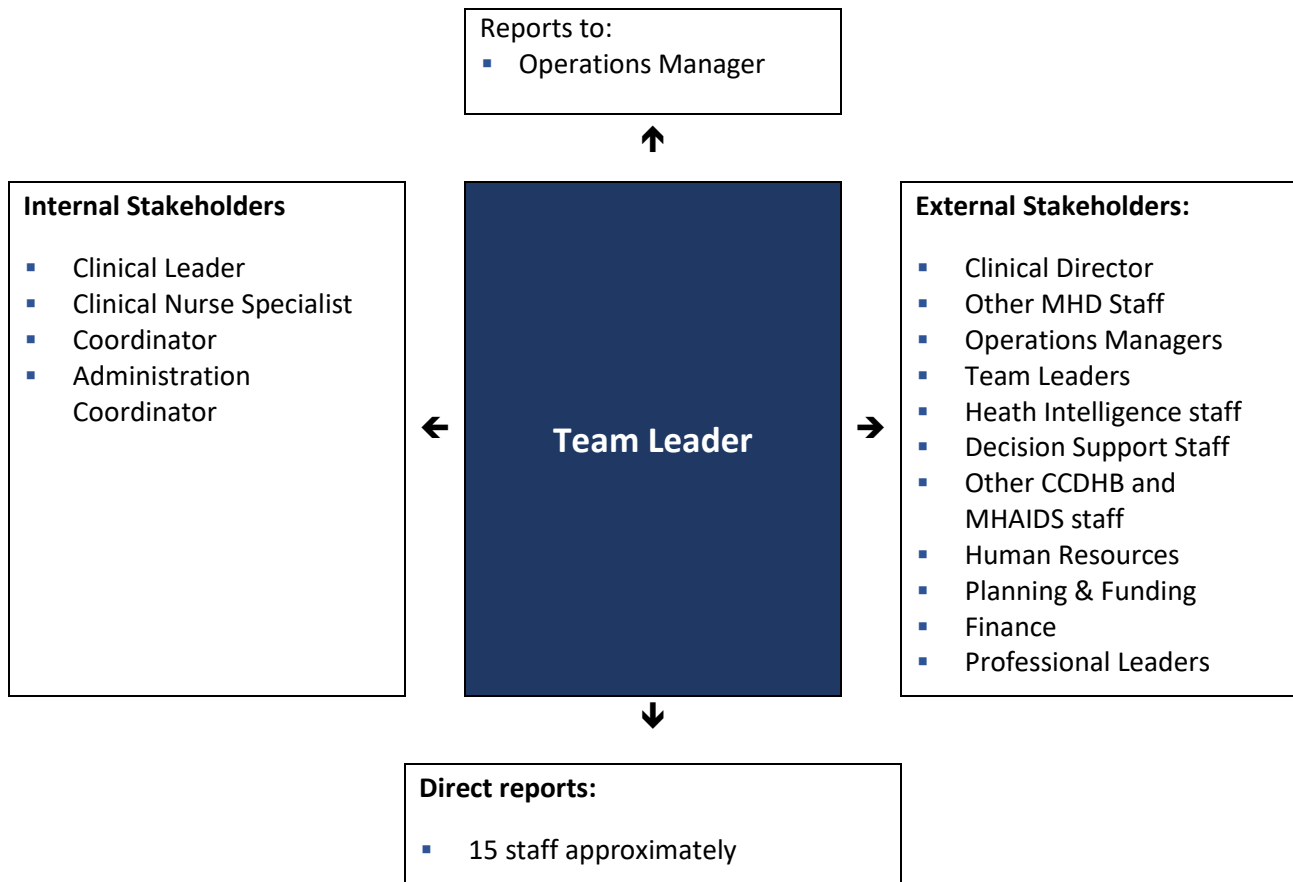 Reports to:
▪ Operations Manager
Internal Stakeholders
▪ Clinical Leader
▪ Clinical Nurse Specialist
▪ Coordinator
▪ Administration
Coordinator
Team Leader
External Stakeholders:
▪ Clinical Director
▪ Other MHD Staff
▪ Operations Managers
▪ Team Leaders
▪ Heath Intelligence staff
▪ Decision Support Staff
▪ Other CCDHB and
MHAIDS staff
▪ Human Resources
▪ Planning & Funding
▪ Finance
▪ Professional Leaders
Direct reports:
▪ 15 staff approximately